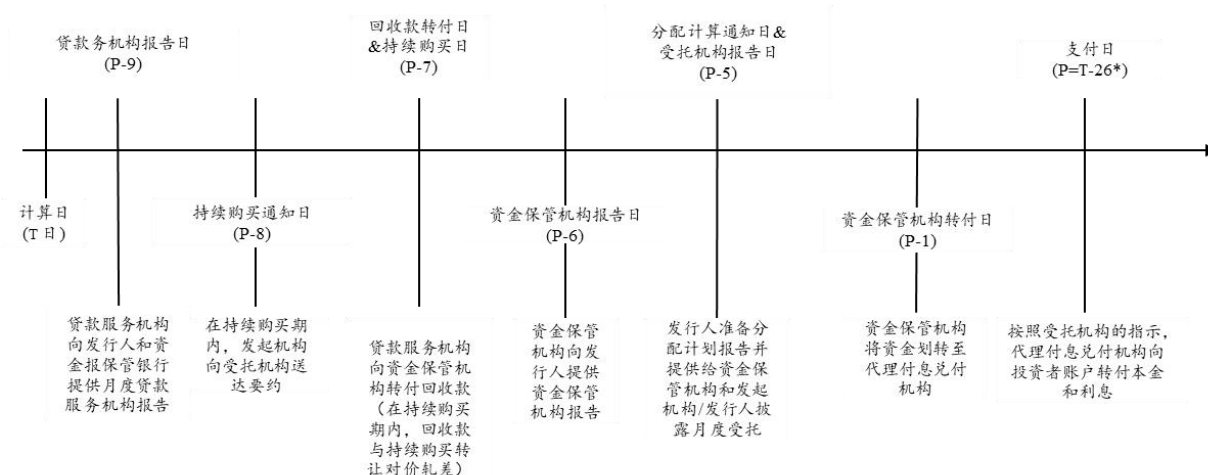 贷款务机构报告日
(P-9)
回收款转付日
&持续购买日
(P-7)
分配计算通知日&
受托机构报告日
(P-5)
支付日
(P=T-26*)
计算日
(T日)
持续购买通知日
(P-8)
资金保管机构报告日
(P-6)
资金保管机构转付日
(P-1)
贷款服务机构
向发行人和资
金报保管银行
提供月度贷款
服务机构报告
在持续购买期
内，发起机构
向受托机构送
达要约
贷款服务机构
向资金保管机
构转付回收款
（在持续购买
期内，回收款
与持续购买转
让对价轧差）
资金保管
机构向发
行人提供
资金保管
机构报告
发行人准备分
配计划报告并
提供给资金保
管机构和发起
机构/发行人披
露月度受托
资金保管机构
将资金划转至
代理付息兑付
机构
按照受托机构的指示，
代理付息兑付机构向
投资者账户转付本金
和利息